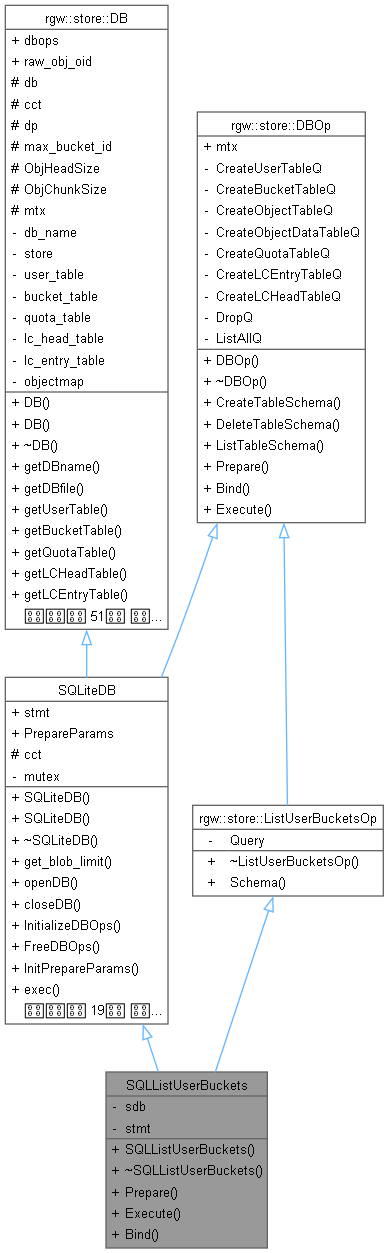 rgw::store::DB
+ dbops
+ raw_obj_oid
# db
# cct
# dp
# max_bucket_id
# ObjHeadSize
# ObjChunkSize
# mtx
- db_name
- store
- user_table
- bucket_table
- quota_table
- lc_head_table
- lc_entry_table
- objectmap
+ DB()
+ DB()
+ ~DB()
+ getDBname()
+ getDBfile()
+ getUserTable()
+ getBucketTable()
+ getQuotaTable()
+ getLCHeadTable()
+ getLCEntryTable()
51 ...
rgw::store::DBOp
+ mtx
- CreateUserTableQ
- CreateBucketTableQ
- CreateObjectTableQ
- CreateObjectDataTableQ
- CreateQuotaTableQ
- CreateLCEntryTableQ
- CreateLCHeadTableQ
- DropQ
- ListAllQ
+ DBOp()
+ ~DBOp()
+ CreateTableSchema()
+ DeleteTableSchema()
+ ListTableSchema()
+ Prepare()
+ Bind()
+ Execute()
SQLiteDB
+ stmt
+ PrepareParams
# cct
- mutex
+ SQLiteDB()
+ SQLiteDB()
+ ~SQLiteDB()
+ get_blob_limit()
+ openDB()
+ closeDB()
+ InitializeDBOps()
+ FreeDBOps()
+ InitPrepareParams()
+ exec()
19 ...
rgw::store::ListUserBucketsOp
- Query
+ ~ListUserBucketsOp()
+ Schema()
SQLListUserBuckets
- sdb
- stmt
+ SQLListUserBuckets()
+ ~SQLListUserBuckets()
+ Prepare()
+ Execute()
+ Bind()